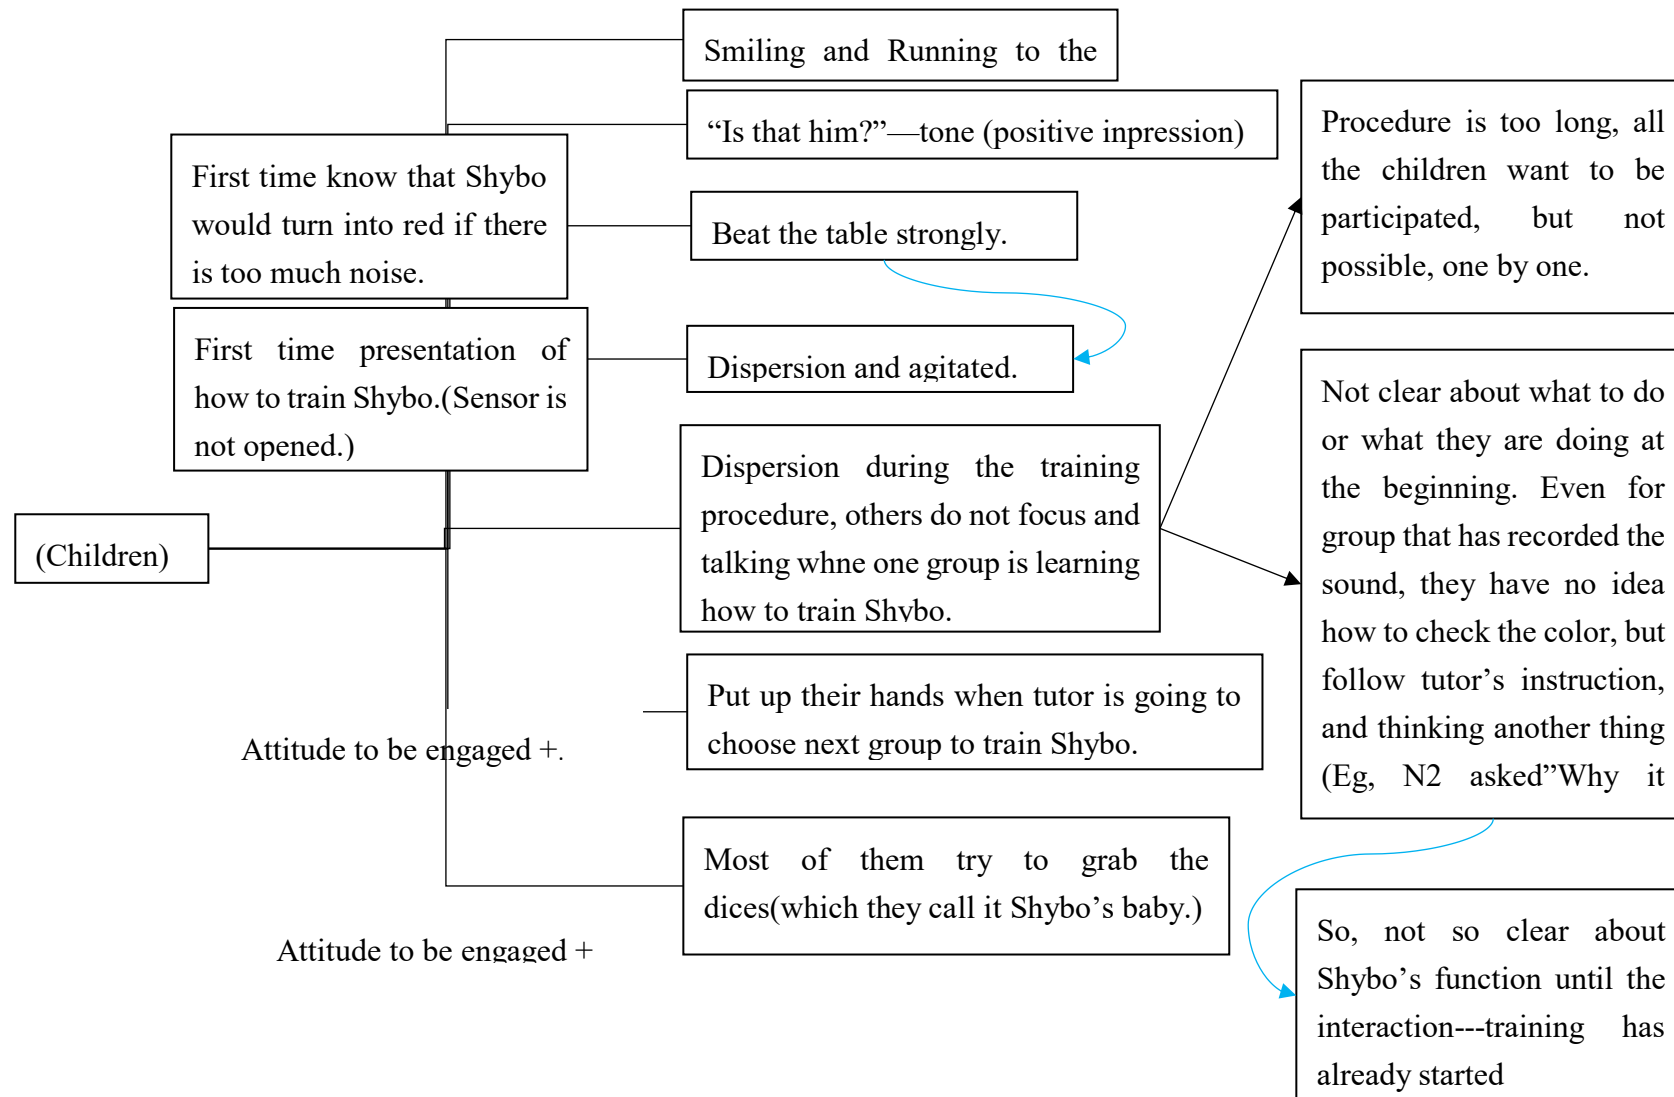 Smiling and Running to the
"Is that him?"—tone (positive inpression)
First time know that Shybo
would turn into red if there
is too much noise.
Beat the table strongly.
First time presentation of
how to train Shybo.(Sensor is
not opened.)
Dispersion and agitated.
(Children)
Dispersion during the training
procedure, others do not focus and
talking whne one group is learning
how to train Shybo.
Procedure is too long, all
the children want to be
participated, but not
possible, one by one.
Not clear about what to do
or what they are doing at
the beginning. Even for
group that has recorded the
sound, they have no idea
how to check the color, but
follow tutor's instruction,
and thinking another thing
(Eg, N2 asked"Why it
Put up their hands when tutor is going to
choose next group to train Shybo.
Attitude to be engaged +.
Most of them try to grab the
dices(which they call it Shybo's baby.)
Attitude to be engaged +
So, not so clear about
Shybo's function until the
interaction---training has
already started